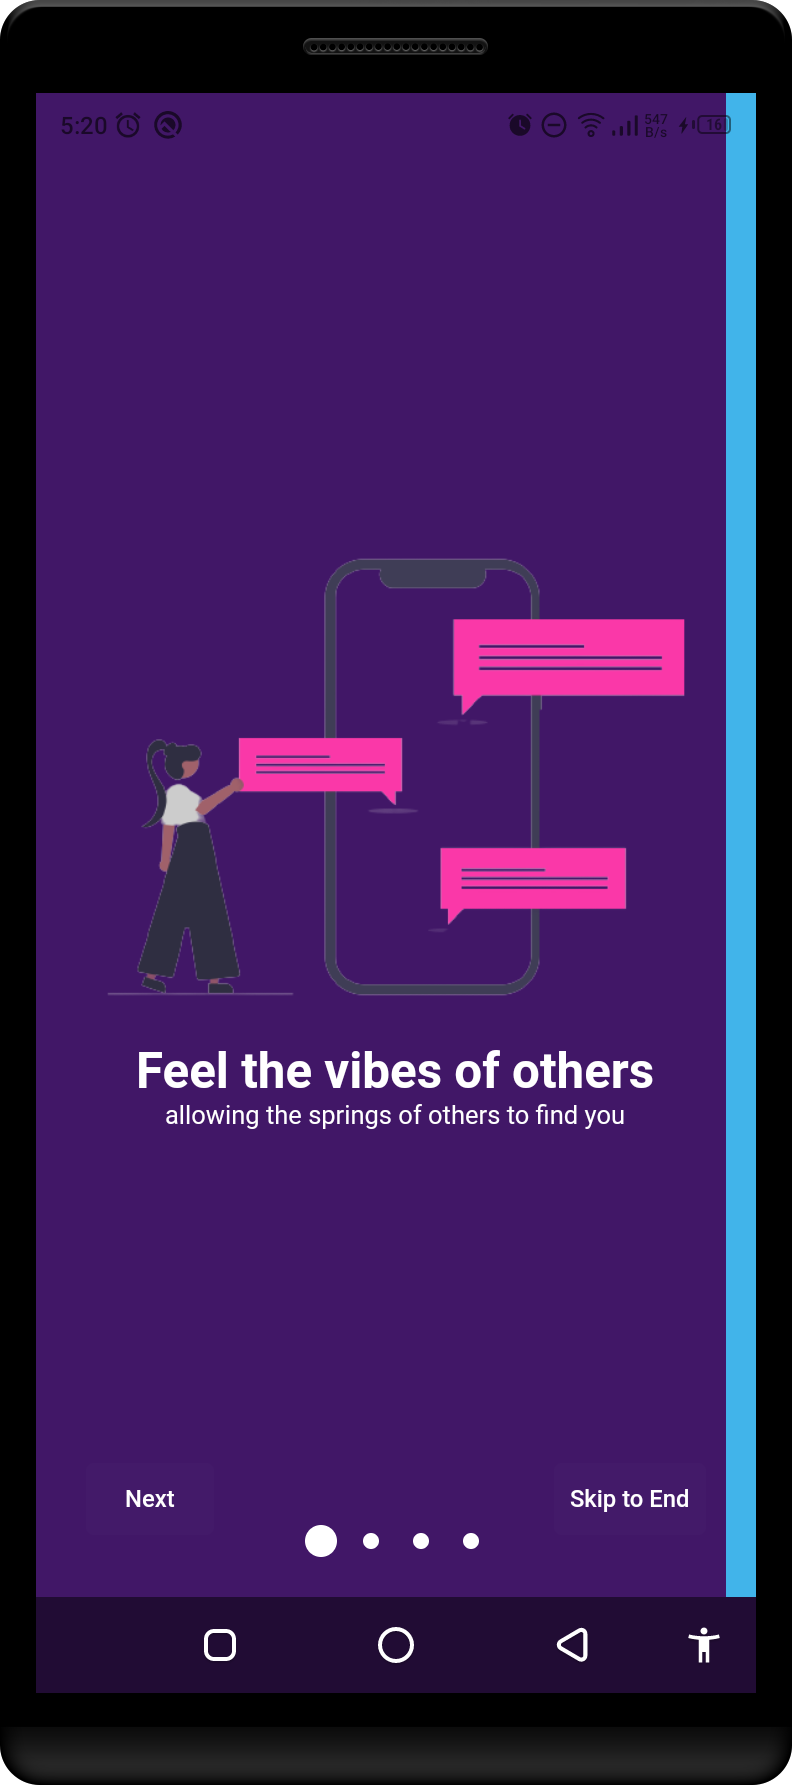 5:20 547 B/s 16
Feel the vibes of others
allowing the springs of others to find you
Next Skip to End